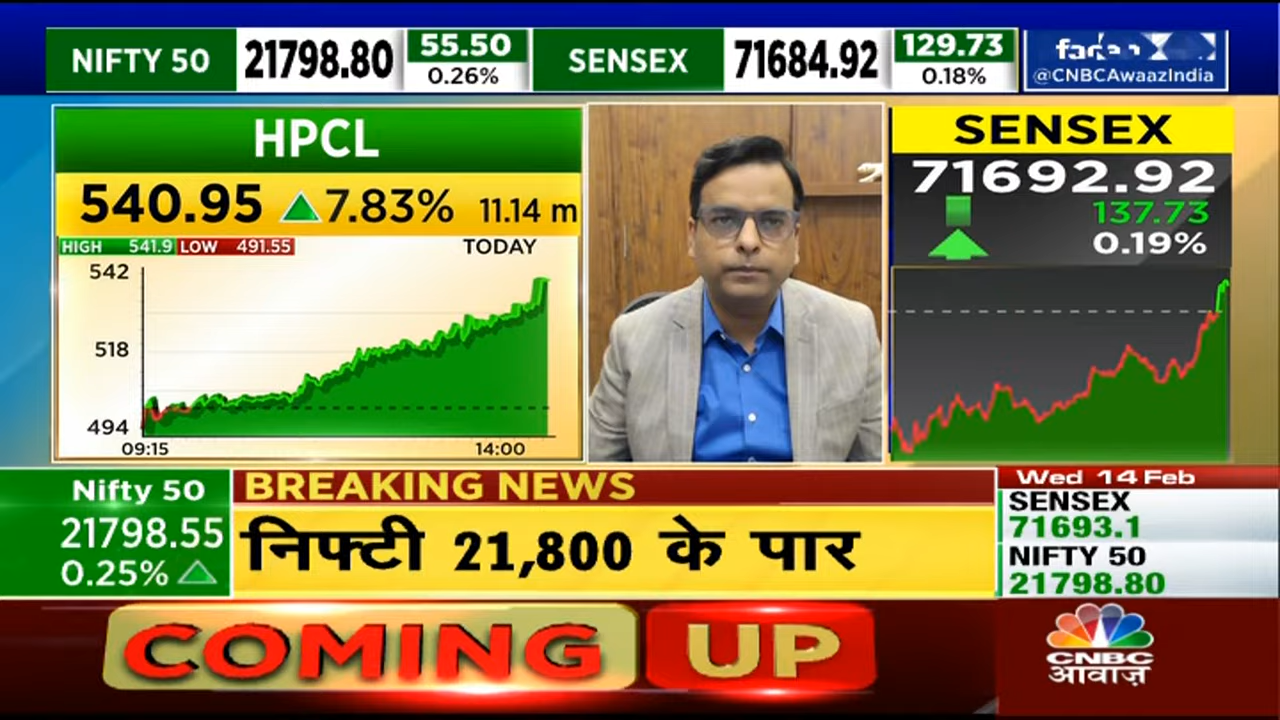 NIFTY 50 21798.80 55.50 0.26% SENSEX 71684.92 129.73 0.18%
@CNBCAwaazIndia
HPCL
540.95 7.83% 11.14 m
HIGH 541.9 LOW 491.55 TODAY
542
518
494
09:15 14:00
SENSEX
71692.92
137.73
0.19%
Nifty 50
21798.55
0.25%
BREAKING NEWS
निफ्टी 21,800 के पार
Wed 14 Feb
SENSEX
71693.1
NIFTY 50
21798.80
COMING UP
CNBC
आवाज़